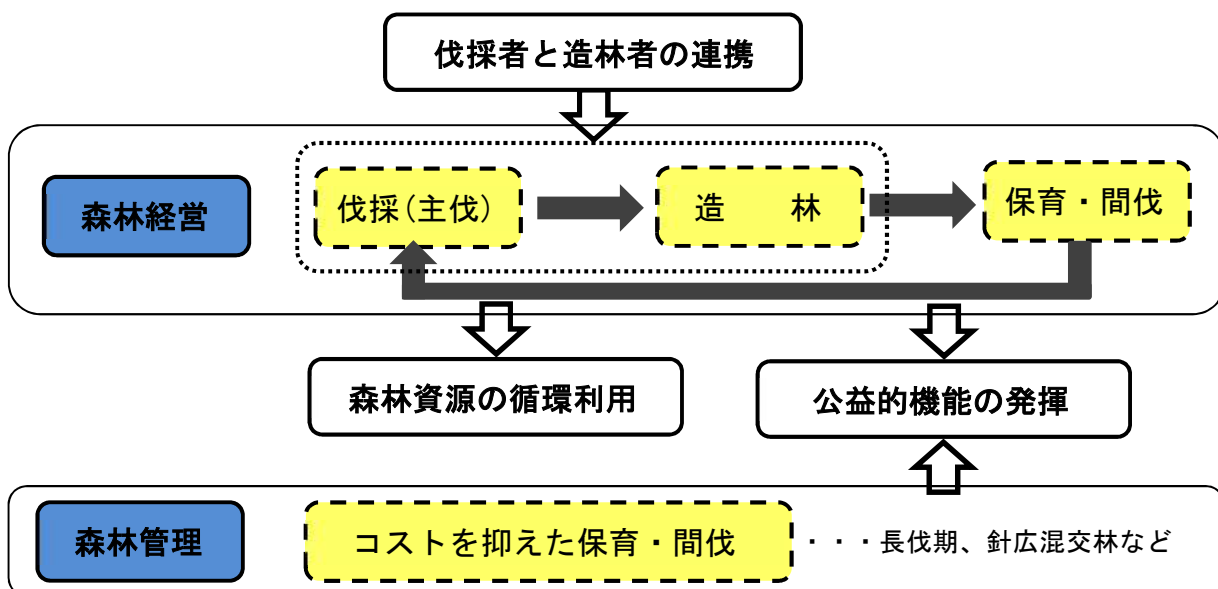 伐採者と造林者の連携
森林経営
伐採(主伐)
造　　林
保育・間伐
森林資源の循環利用
公益的機能の発揮
森林管理
コストを抑えた保育・間伐
・・・長伐期、針広混交林など